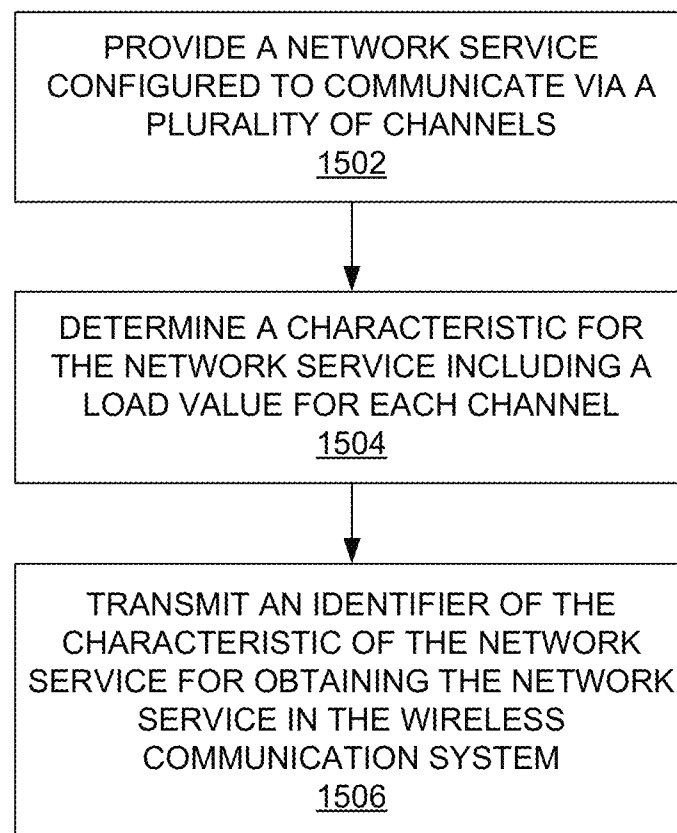 PROVIDE A NETWORK SERVICE
CONFIGURED TO COMMUNICATE VIA A
PLURALITY OF CHANNELS
1502
DETERMINE A CHARACTERISTIC FOR
THE NETWORK SERVICE INCLUDING A
LOAD VALUE FOR EACH CHANNEL
1504
TRANSMIT AN IDENTIFIER OF THE
CHARACTERISTIC OF THE NETWORK
SERVICE FOR OBTAINING THE NETWORK
SERVICE IN THE WIRELESS
COMMUNICATION SYSTEM
1506